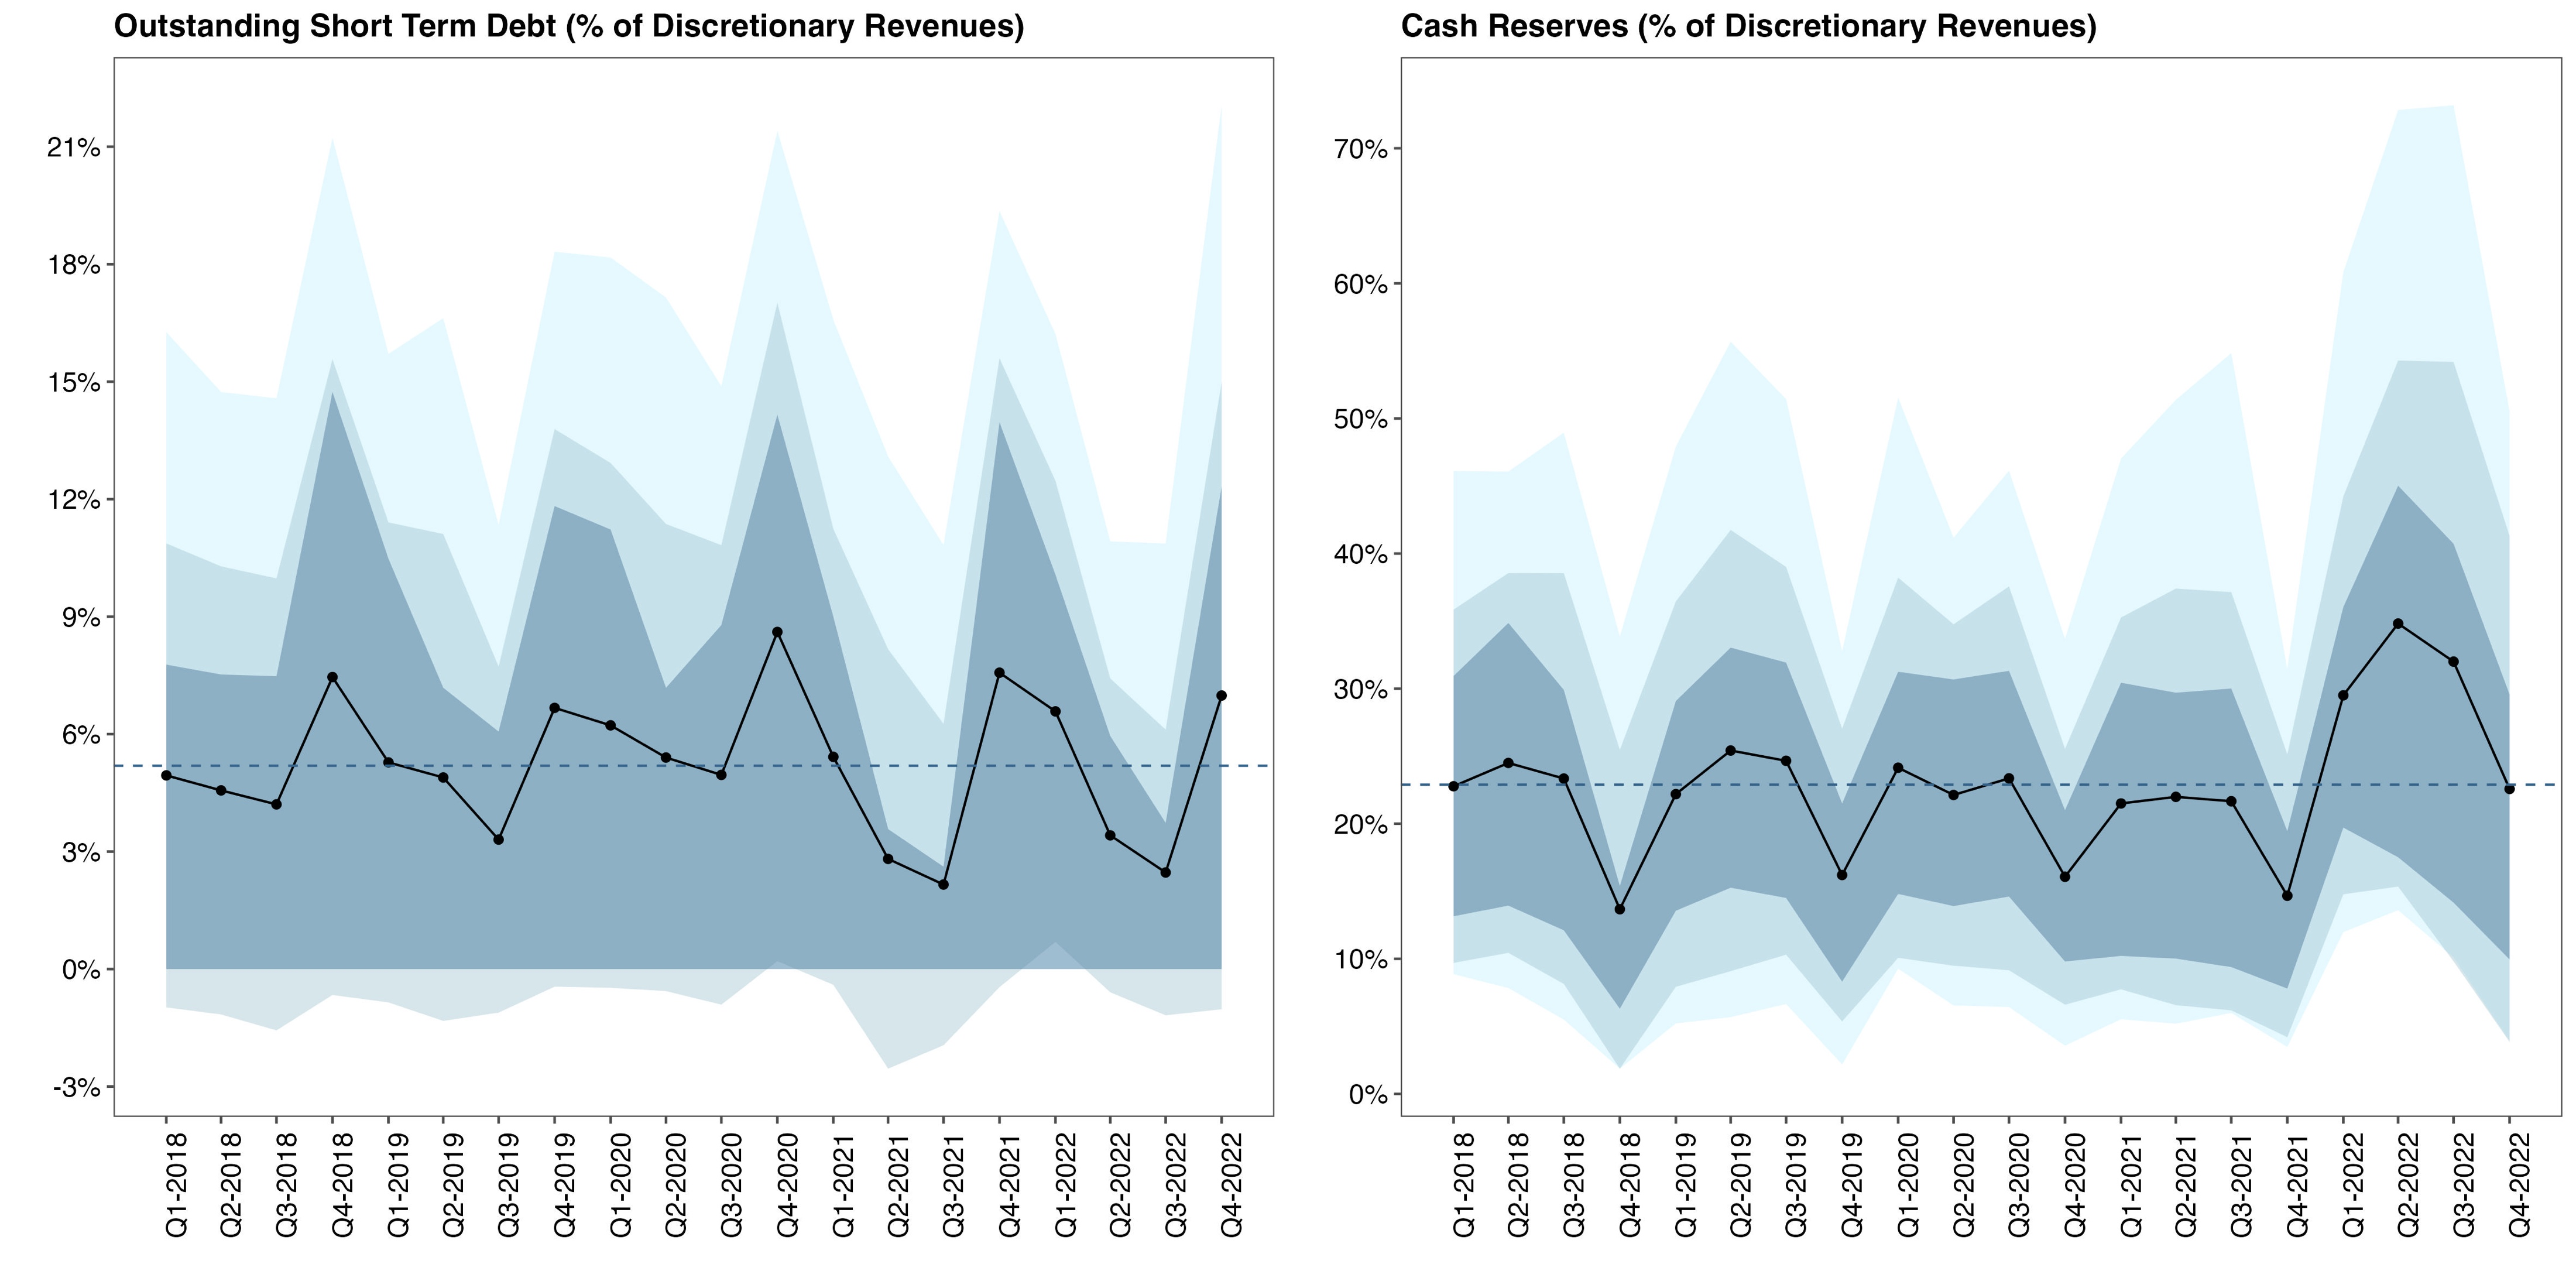 Outstanding Short Term Debt (% of Discretionary Revenues)
21%
18%
15%
12%
9%
6%
3%
0%
-3%
Q1-2018
Q2-2018
Q3-2018
Q4-2018
Q1-2019
Q2-2019
Q3-2019
Q4-2019
Q1-2020
Q2-2020
Q3-2020
Q4-2020
Q1-2021
Q2-2021
Q3-2021
Q4-2021
Q1-2022
Q2-2022
Q3-2022
Q4-2022
Cash Reserves (% of Discretionary Revenues)
70%
60%
50%
40%
30%
20%
10%
0%
Q1-2018
Q2-2018
Q3-2018
Q4-2018
Q1-2019
Q2-2019
Q3-2019
Q4-2019
Q1-2020
Q2-2020
Q3-2020
Q4-2020
Q1-2021
Q2-2021
Q3-2021
Q4-2021
Q1-2022
Q2-2022
Q3-2022
Q4-2022